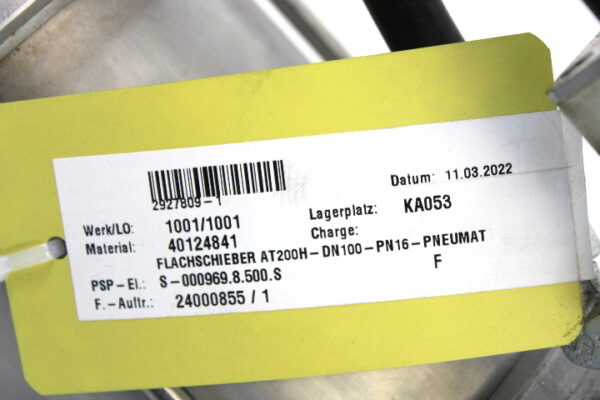 2927809-1
Datum: 11.03.2022
Werk/LO: 1001/1001 Lagerplatz: KA053
Material: 40124841 Charge:
FLACHSCHIEBER AT200H-DN100-PN16-PNEUMAT
PSP-El.: S-000969.8.500.S F
F.-Auftr.: 24000855 / 1